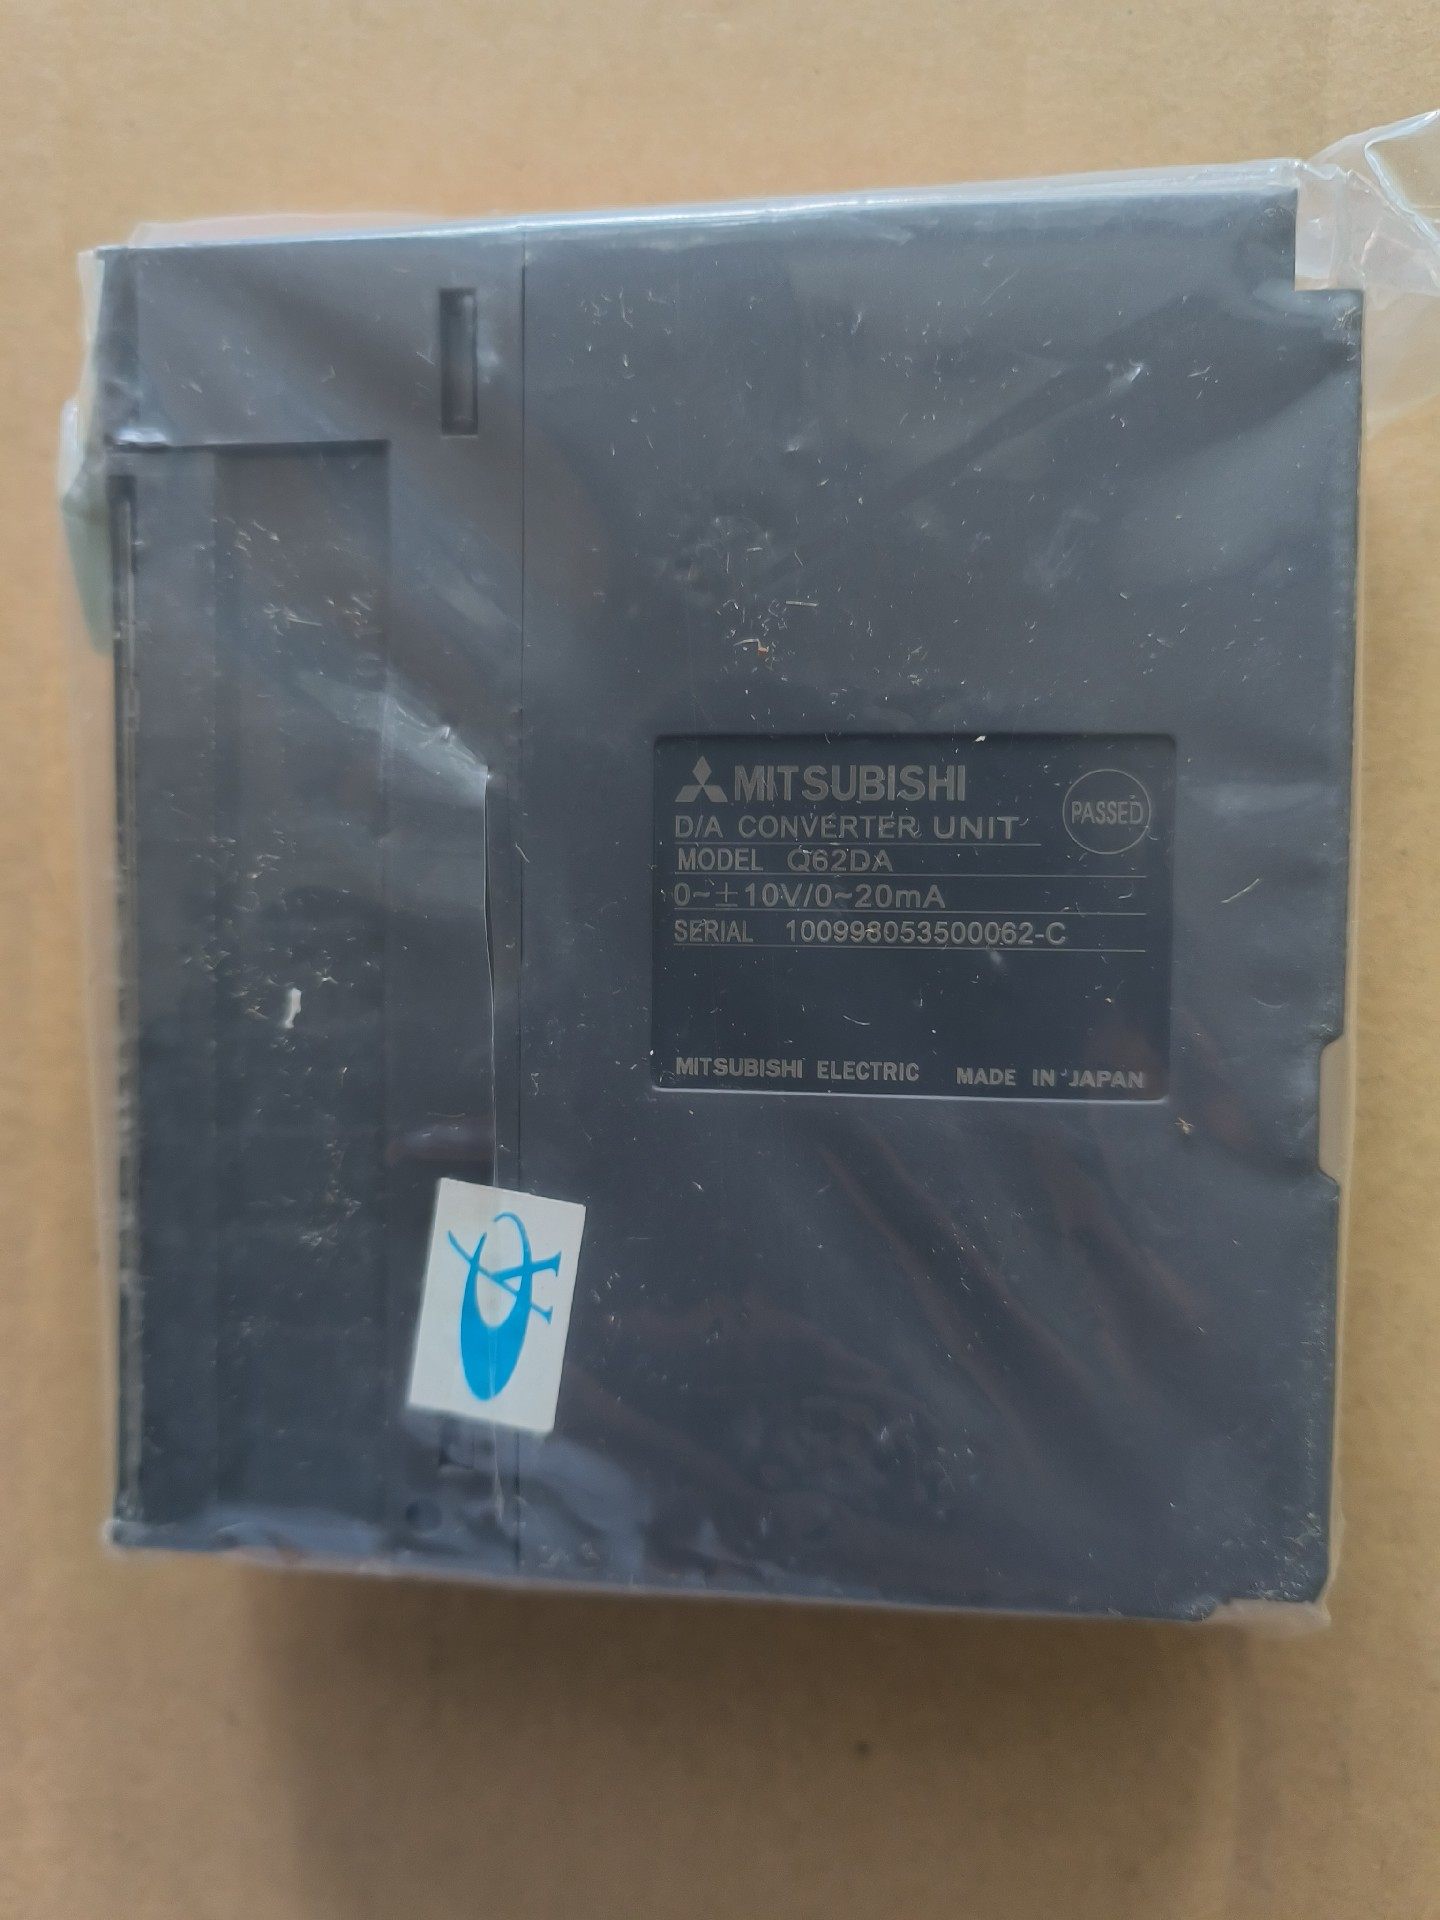 MITSUBISHI
PASSED
D/A CONVERTER UNIT
MODEL Q62DA
0~±10V/0~20mA
SERIAL 100998053500062-C
MITSUBISHI ELECTRIC MADE IN JAPAN